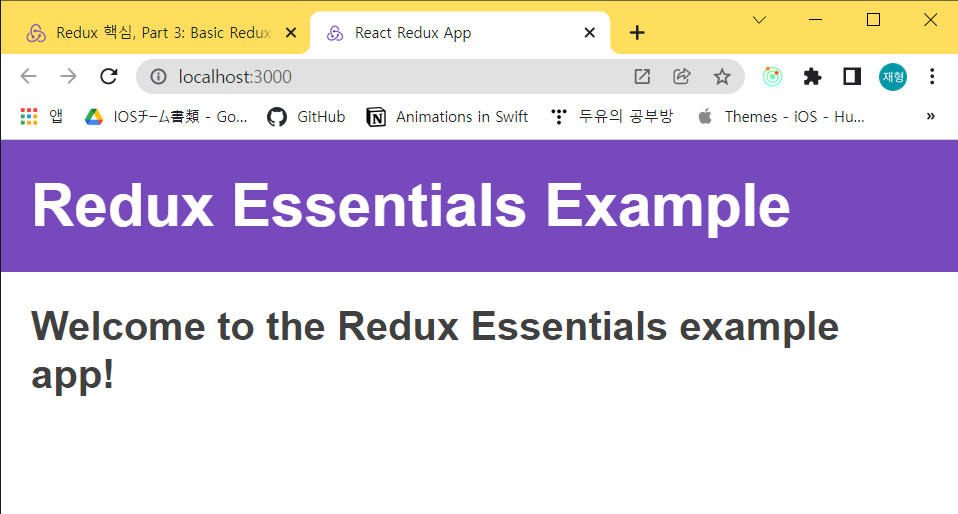 Redux 핵심, Part 3: Basic Redux
React Redux App
localhost:3000
재형
앱
IOSチーム書類 - Go...
GitHub
Animations in Swift
두유의 공부방
Themes - iOS - Hu...
»
Redux Essentials Example
Welcome to the Redux Essentials example
app!